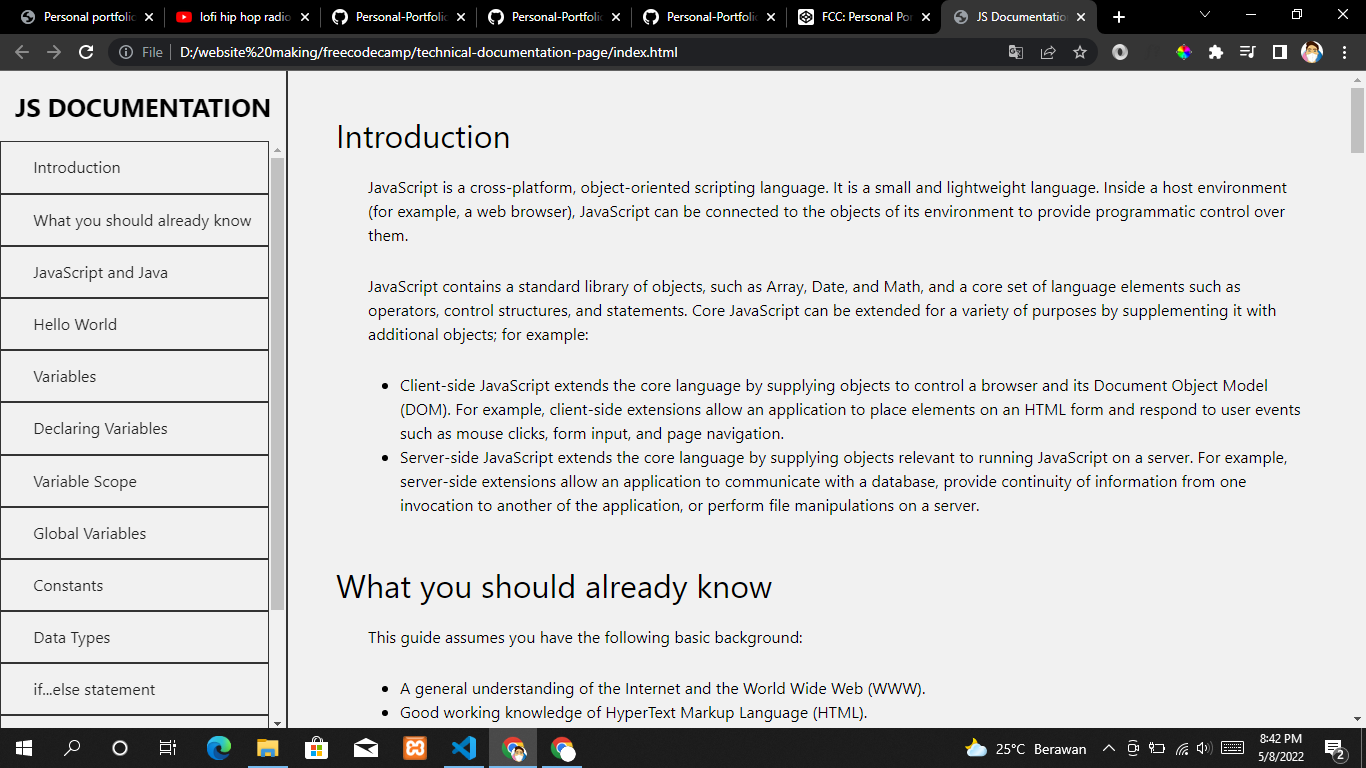 Personal portfolio
lofi hip hop radio
Personal-Portfolio
Personal-Portfolio
Personal-Portfolio
FCC: Personal Por
JS Documentation
File
D:/website%20making/freecodecamp/technical-documentation-page/index.html
JS DOCUMENTATION
Introduction
What you should already know
JavaScript and Java
Hello World
Variables
Declaring Variables
Variable Scope
Global Variables
Constants
Data Types
if...else statement
Introduction
JavaScript is a cross-platform, object-oriented scripting language. It is a small and lightweight language. Inside a host environment
(for example, a web browser), JavaScript can be connected to the objects of its environment to provide programmatic control over
them.
JavaScript contains a standard library of objects, such as Array, Date, and Math, and a core set of language elements such as
operators, control structures, and statements. Core JavaScript can be extended for a variety of purposes by supplementing it with
additional objects; for example:
Client-side JavaScript extends the core language by supplying objects to control a browser and its Document Object Model
(DOM). For example, client-side extensions allow an application to place elements on an HTML form and respond to user events
such as mouse clicks, form input, and page navigation.
Server-side JavaScript extends the core language by supplying objects relevant to running JavaScript on a server. For example,
server-side extensions allow an application to communicate with a database, provide continuity of information from one
invocation to another of the application, or perform file manipulations on a server.
What you should already know
This guide assumes you have the following basic background:
A general understanding of the Internet and the World Wide Web (WWW).
Good working knowledge of HyperText Markup Language (HTML).
25°C Berawan
8:42 PM
5/8/2022
2